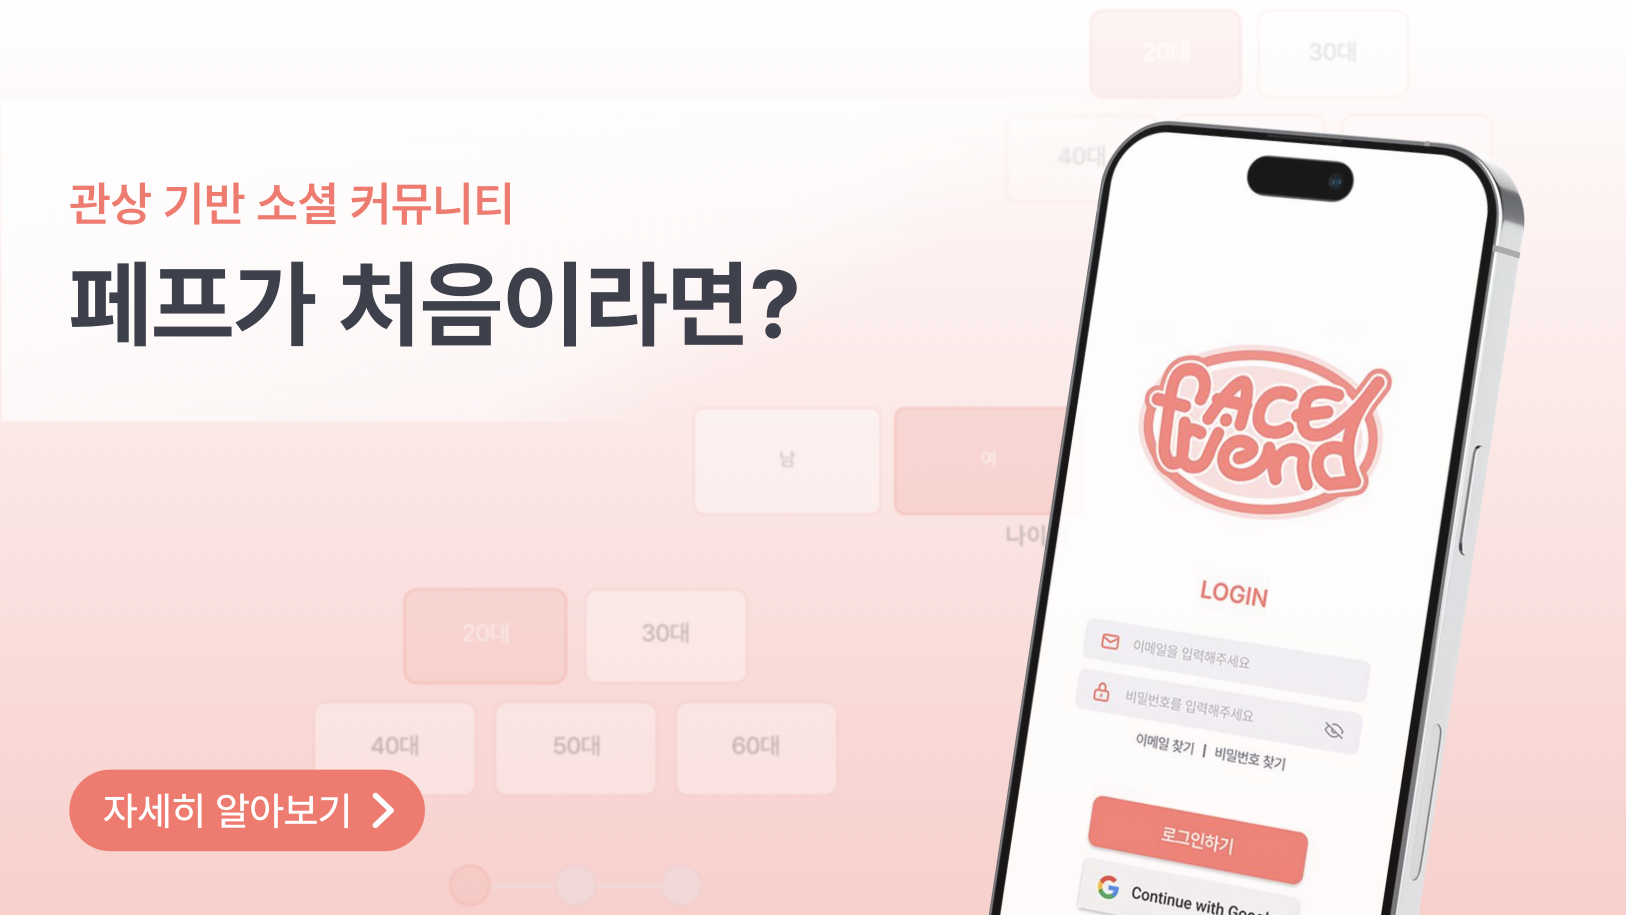 20대 30대
40대
관상 기반 소셜 커뮤니티
페프가 처음이라면?
남 여
나이
20대 30대
40대 50대 60대
자세히 알아보기
FACE
friend
LOGIN
이메일을 입력해주세요
비밀번호를 입력해주세요
이메일 찾기 | 비밀번호 찾기
로그인하기
Continue with Google